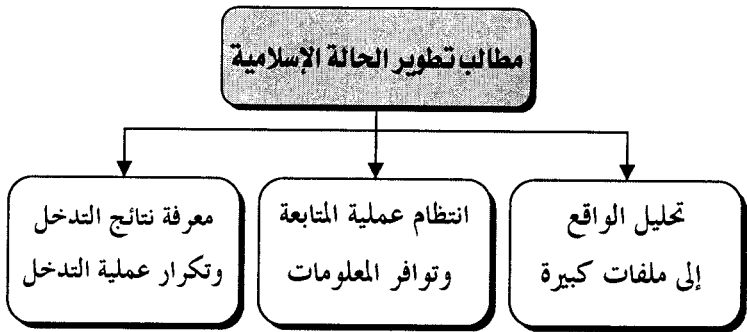 مطالب تطوير الحالة الإسلامية
تحليل الواقع
إلى ملفات كبيرة
انتظام عملية المتابعة
وتوافر المعلومات
معرفة نتائج التدخل
وتكرار عملية التدخل